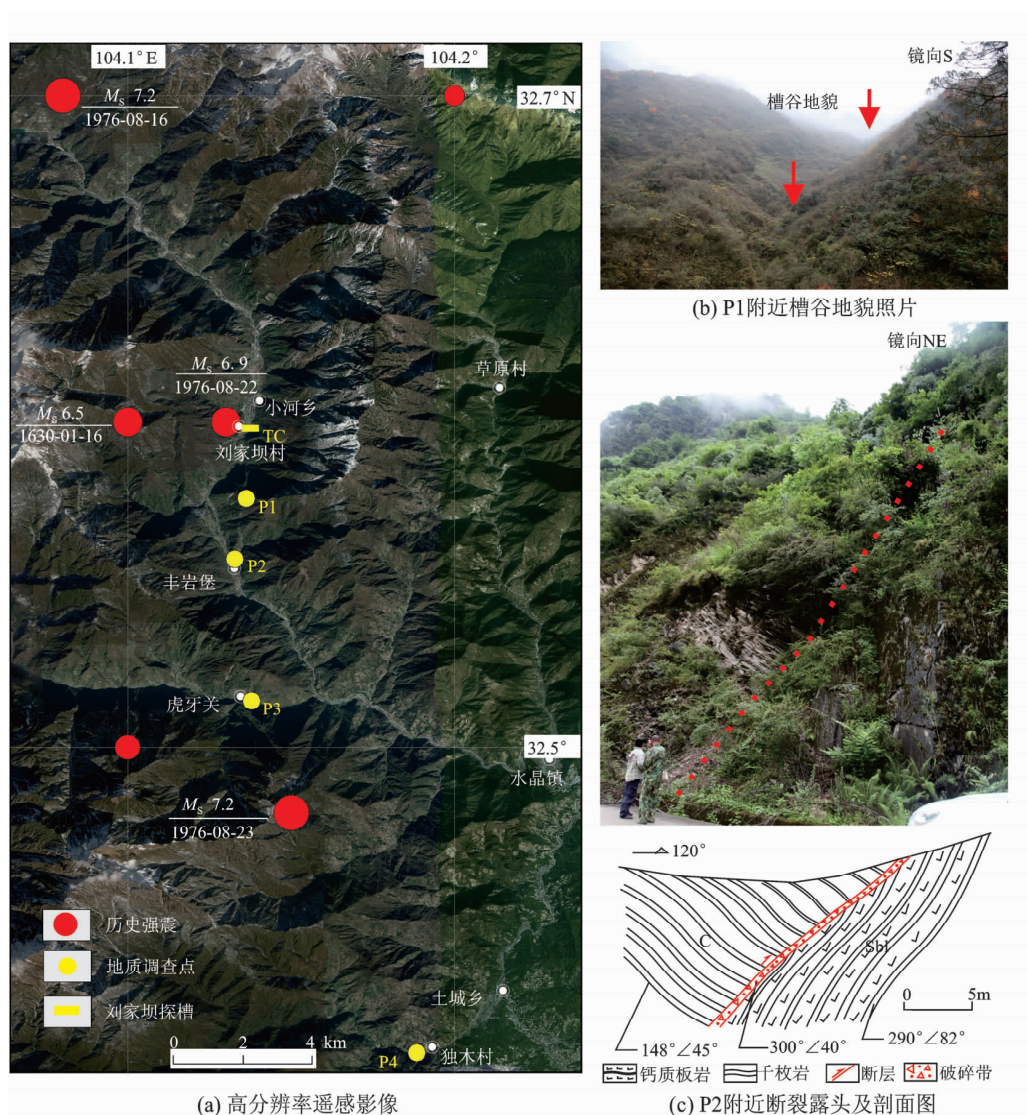 104.1°E
104.2°
32.7°N
M_S 7.2
1976-08-16
M_S 6.9
1976-08-22
小河乡
草原村
M_S 6.5
1630-01-16
TC
刘家坝村
P1
P2
丰岩堡
虎牙关
P3
32.5°
水晶镇
M_S 7.2
1976-08-23
历史强震
地质调查点
刘家坝探槽
土城乡
0 2 4 km
P4
独木村
(a) 高分辨率遥感影像
镜向S
槽谷地貌
(b) P1附近槽谷地貌照片
镜向NE
120°
C
Sbl
0 5m
148°∠45°
300°∠40°
290°∠82°
钙质板岩 千枚岩 断层 破碎带
(c) P2附近断裂露头及剖面图